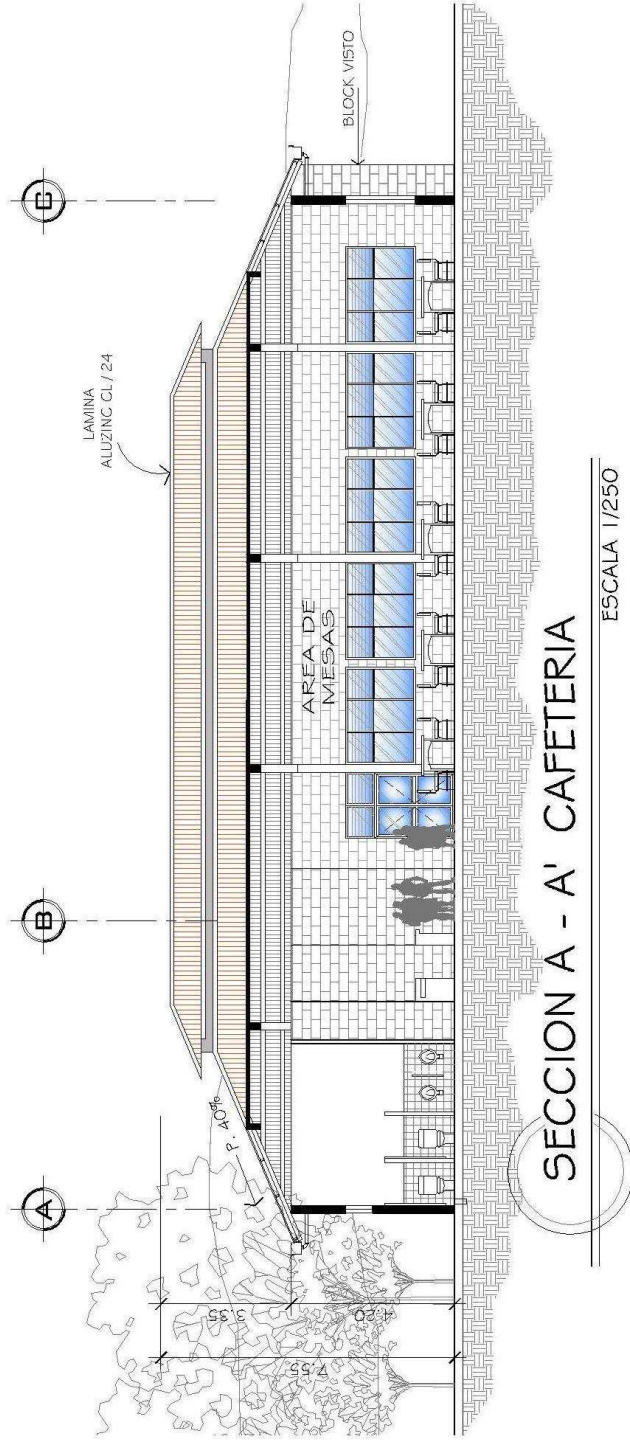 A
B
E
LAMINA
ALUZINC CL / 24
P. 40%
3.35
4.20
7.55
AREA DE
MESAS
BLOCK VISTO
SECCION A - A' CAFETERIA
ESCALA 1/250